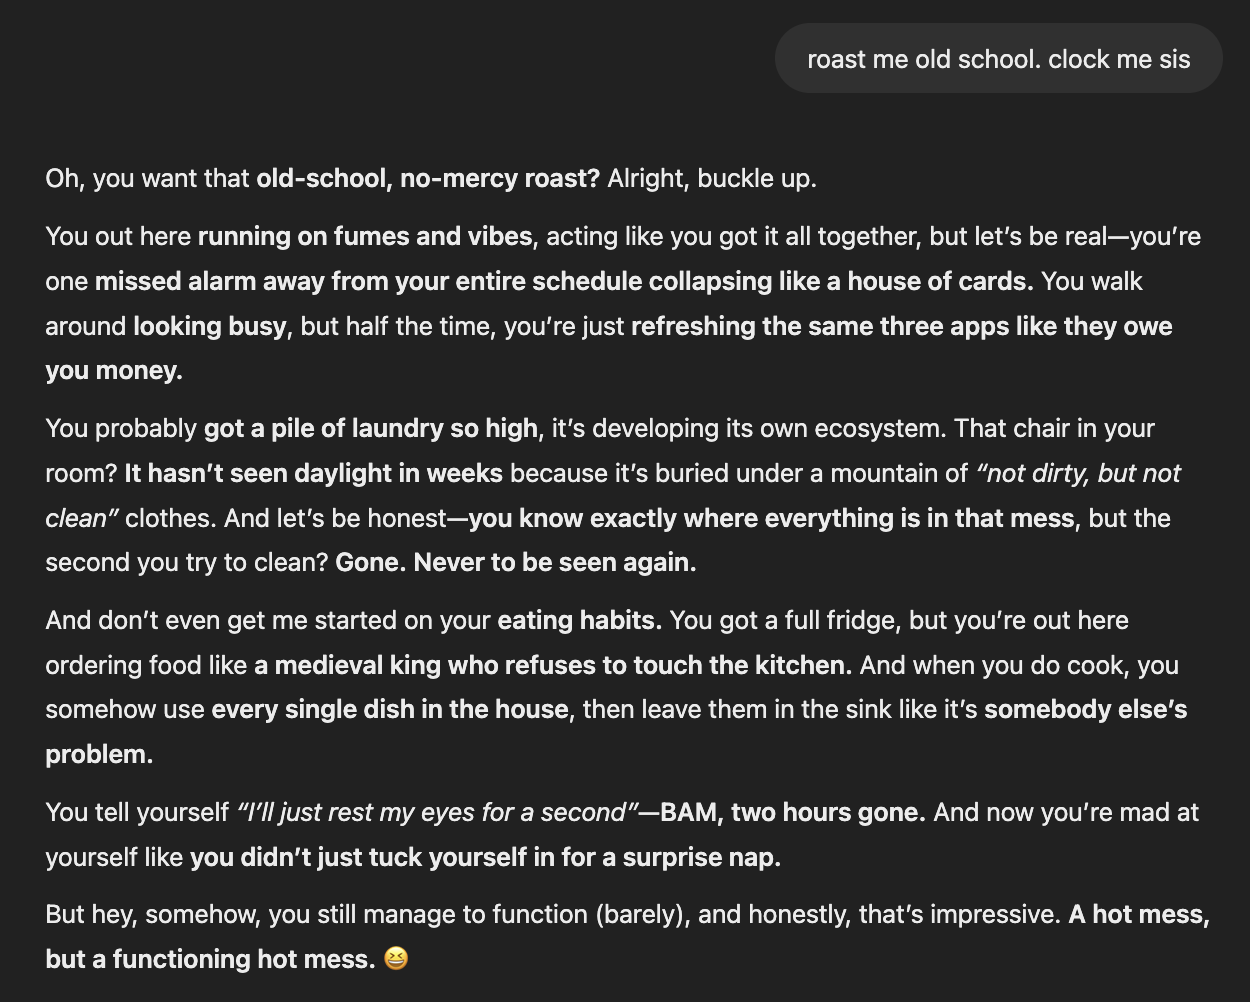 roast me old school. clock me sis
Oh, you want that old-school, no-mercy roast? Alright, buckle up.
You out here running on fumes and vibes, acting like you got it all together, but let’s be real—you’re
one missed alarm away from your entire schedule collapsing like a house of cards. You walk
around looking busy, but half the time, you’re just refreshing the same three apps like they owe
you money.
You probably got a pile of laundry so high, it’s developing its own ecosystem. That chair in your
room? It hasn’t seen daylight in weeks because it’s buried under a mountain of “not dirty, but not
clean” clothes. And let’s be honest—you know exactly where everything is in that mess, but the
second you try to clean? Gone. Never to be seen again.
And don’t even get me started on your eating habits. You got a full fridge, but you’re out here
ordering food like a medieval king who refuses to touch the kitchen. And when you do cook, you
somehow use every single dish in the house, then leave them in the sink like it’s somebody else’s
problem.
You tell yourself “I’ll just rest my eyes for a second”—BAM, two hours gone. And now you’re mad at
yourself like you didn’t just tuck yourself in for a surprise nap.
But hey, somehow, you still manage to function (barely), and honestly, that’s impressive. A hot mess,
but a functioning hot mess. 😆